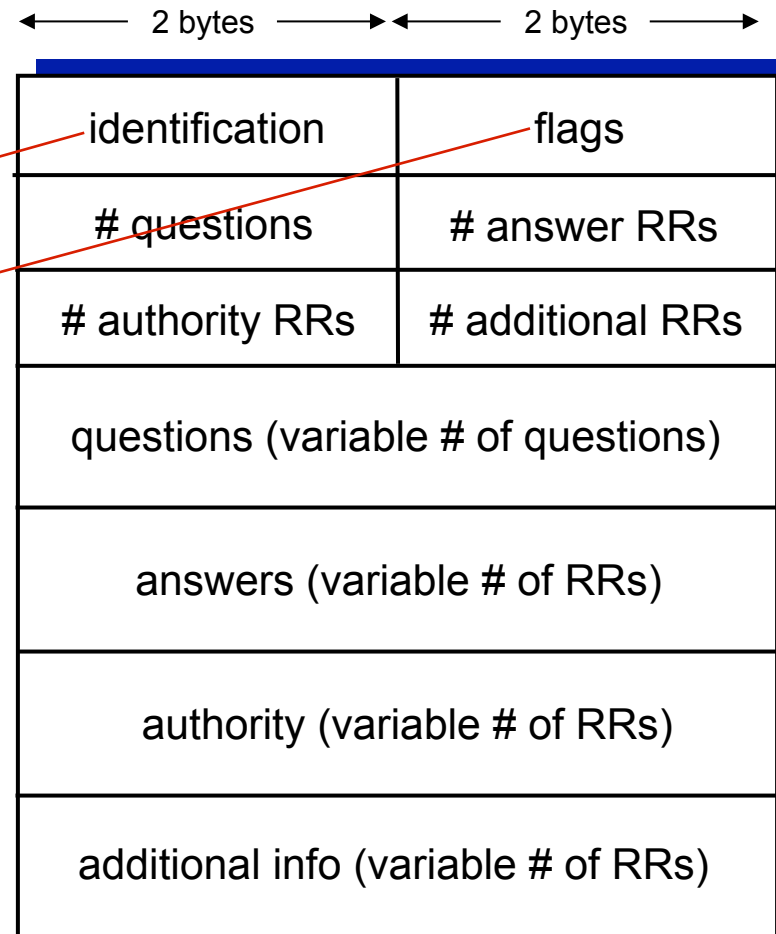 2 bytes 2 bytes
identification flags
# questions # answer RRs
# authority RRs # additional RRs
questions (variable # of questions)
answers (variable # of RRs)
authority (variable # of RRs)
additional info (variable # of RRs)